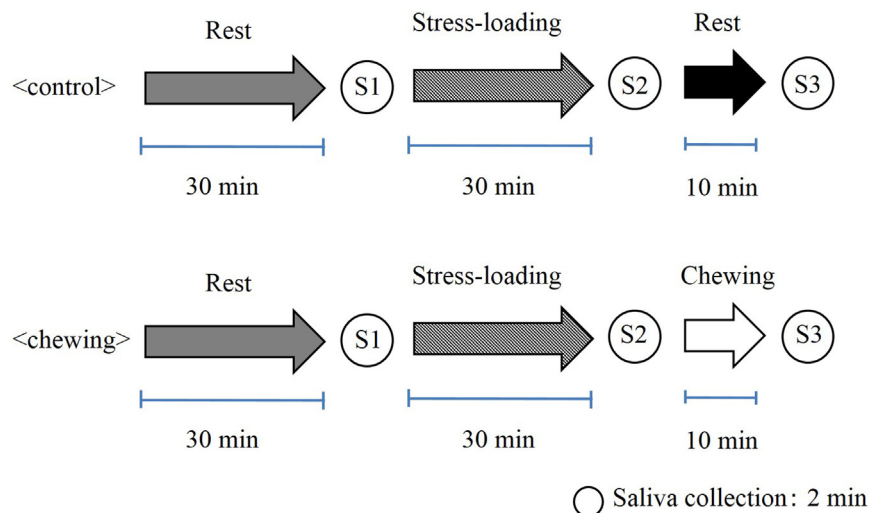 Rest Stress-loading Rest
<control> S1 S2 S3
30 min 30 min 10 min
Rest Stress-loading Chewing
<chewing> S1 S2 S3
30 min 30 min 10 min
Saliva collection: 2 min